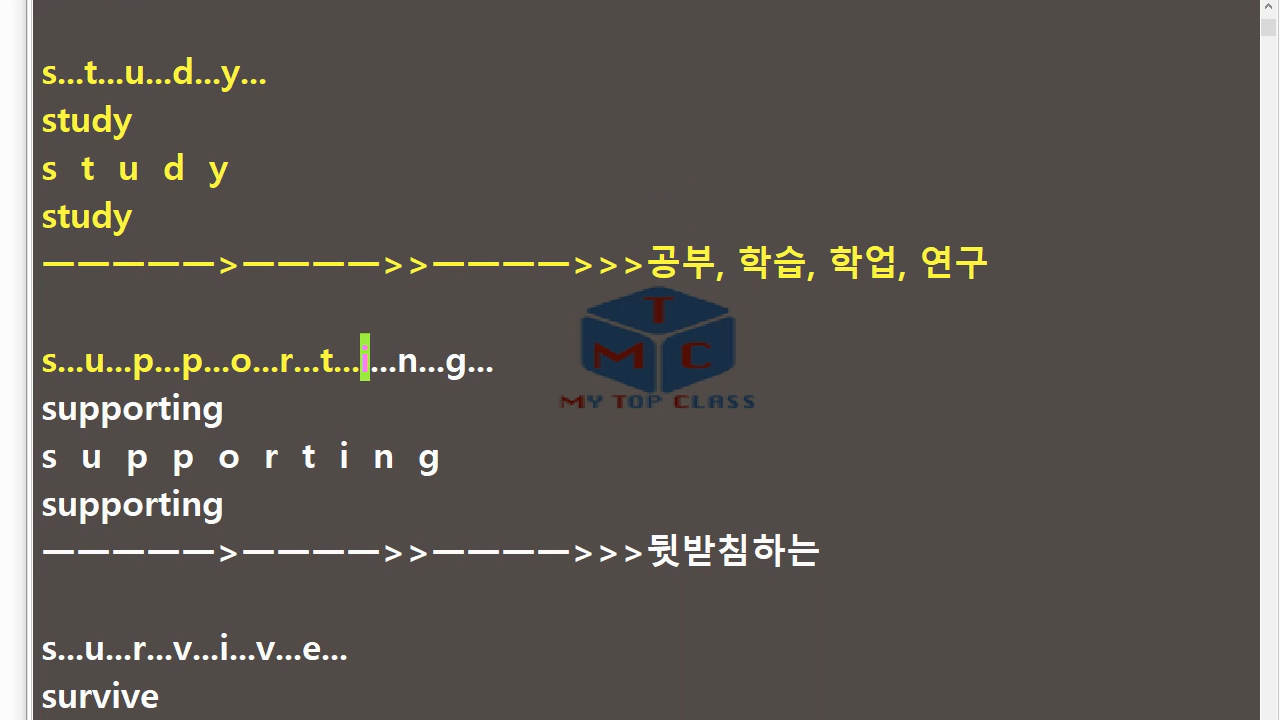 s...t...u...d...y...
study
s t u d y
study
—————>————>>————>>>공부, 학습, 학업, 연구
s...u...p...p...o...r...t...i...n...g...
supporting
s u p p o r t i n g
supporting
—————>————>>————>>>뒷받침하는
s...u...r...v...i...v...e...
survive
T
M C
MY TOP CLASS